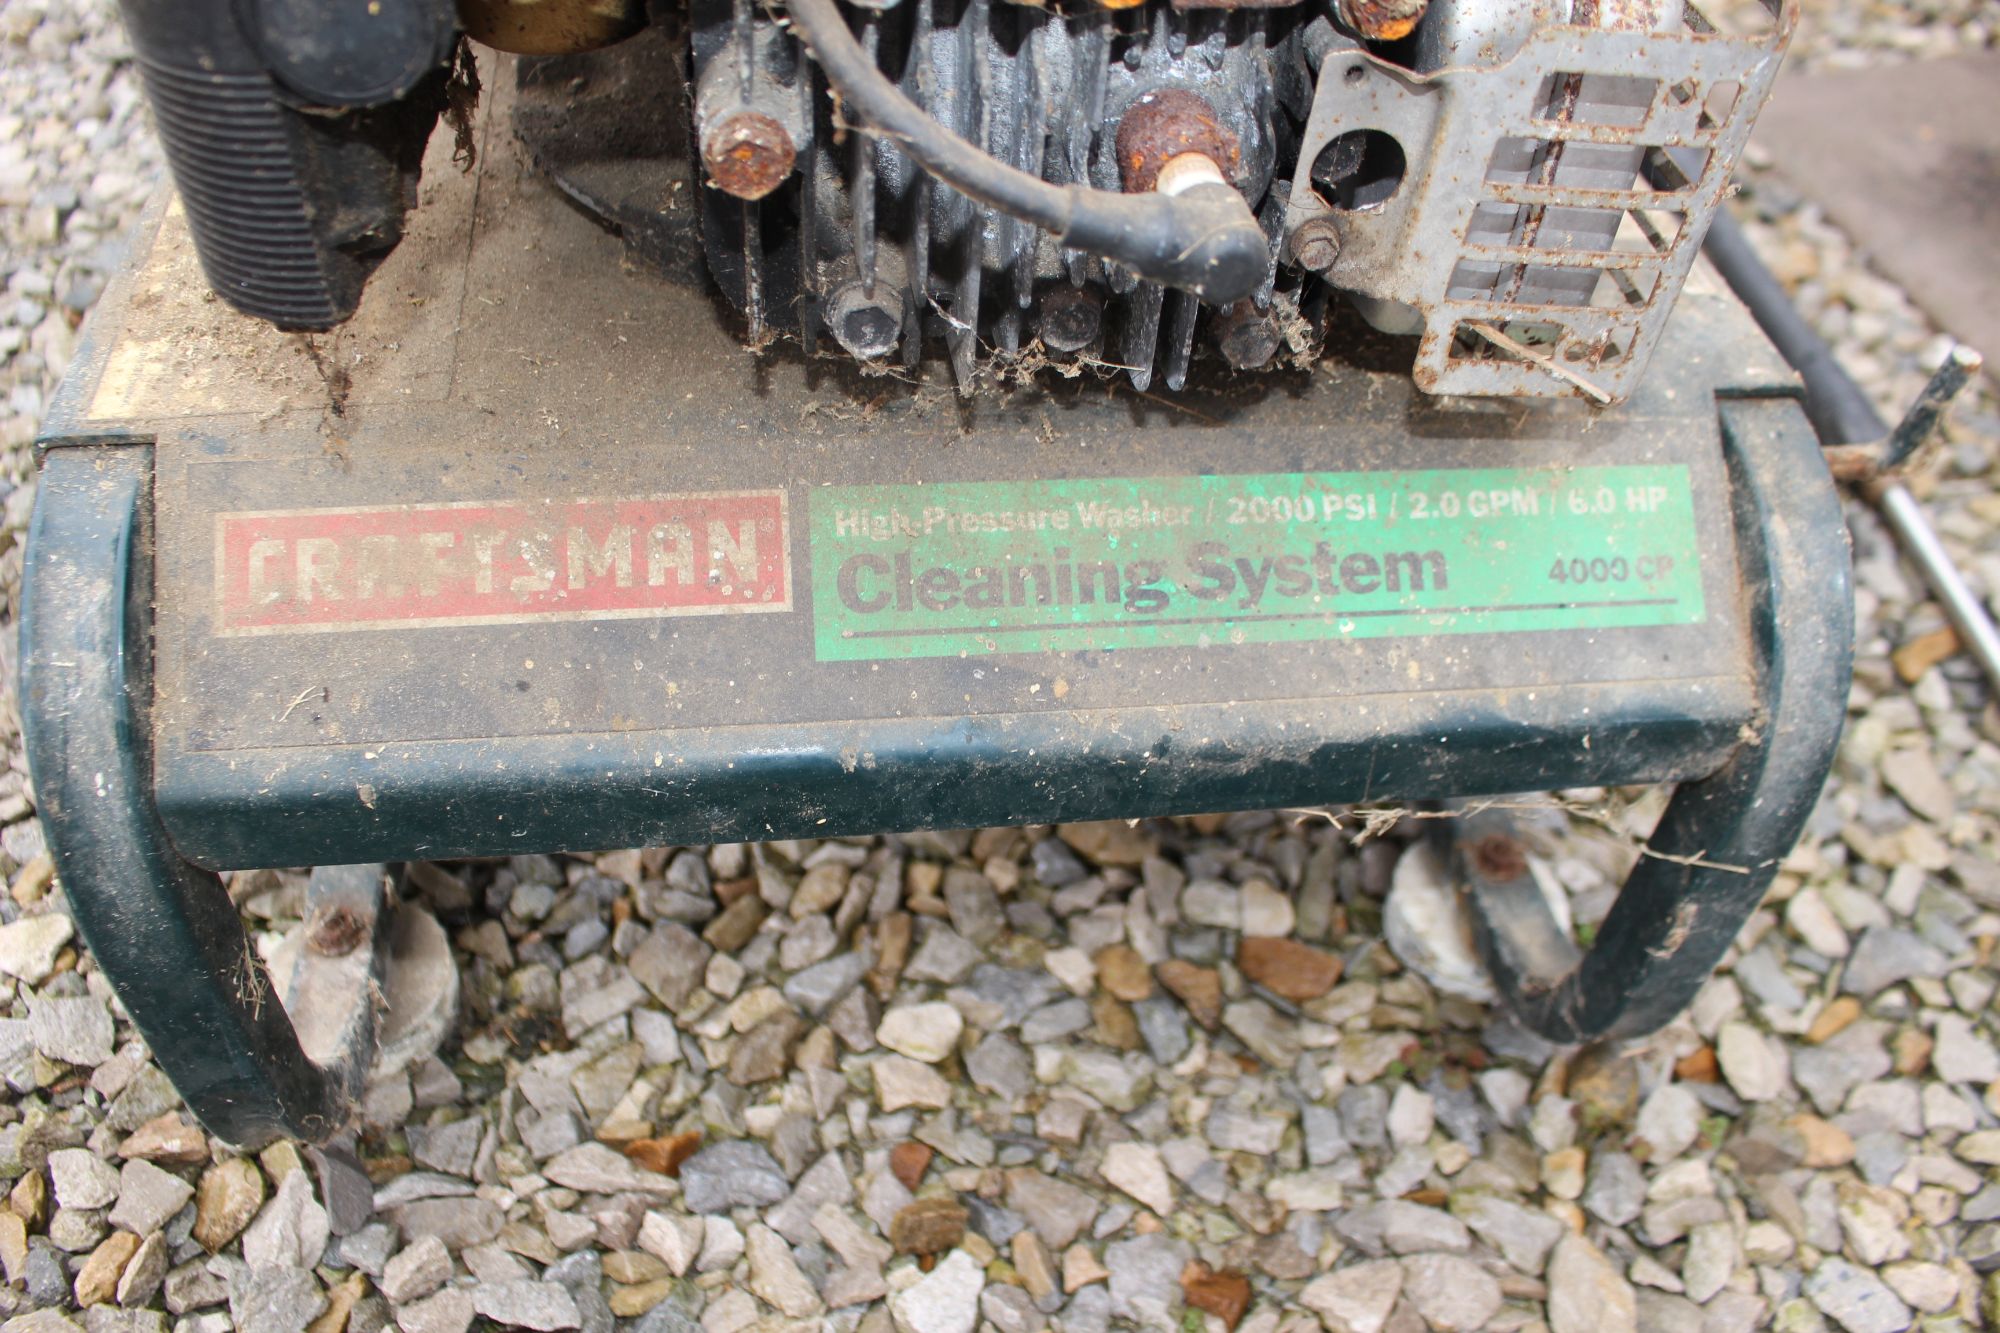 CRAFTSMAN®
High-Pressure Washer / 2000 PSI / 2.0 GPM / 6.0 HP
Cleaning System 4000 CP